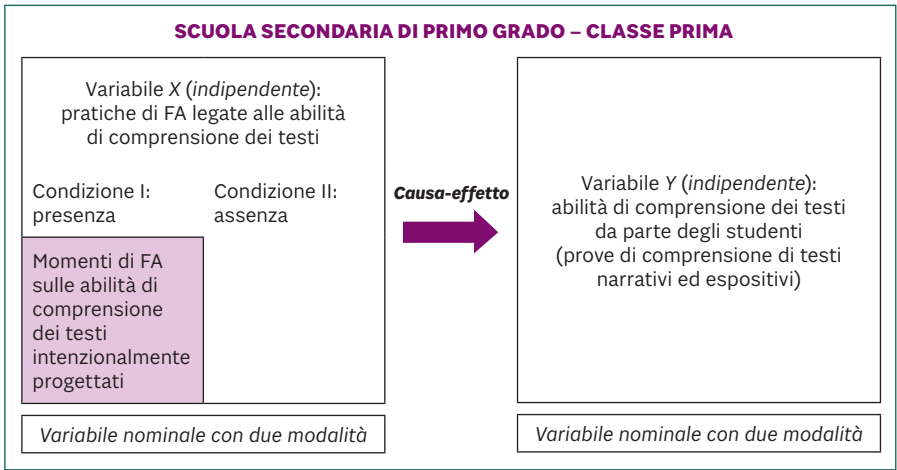 SCUOLA SECONDARIA DI PRIMO GRADO – CLASSE PRIMA
Variabile X (indipendente):
pratiche di FA legate alle abilità
di comprensione dei testi
Condizione I:
presenza
Condizione II:
assenza
Momenti di FA
sulle abilità di
comprensione
dei testi
intenzionalmente
progettati
Variabile nominale con due modalità
Causa-effetto
Variabile Y (indipendente):
abilità di comprensione dei testi
da parte degli studenti
(prove di comprensione di testi
narrativi ed espositivi)
Variabile nominale con due modalità